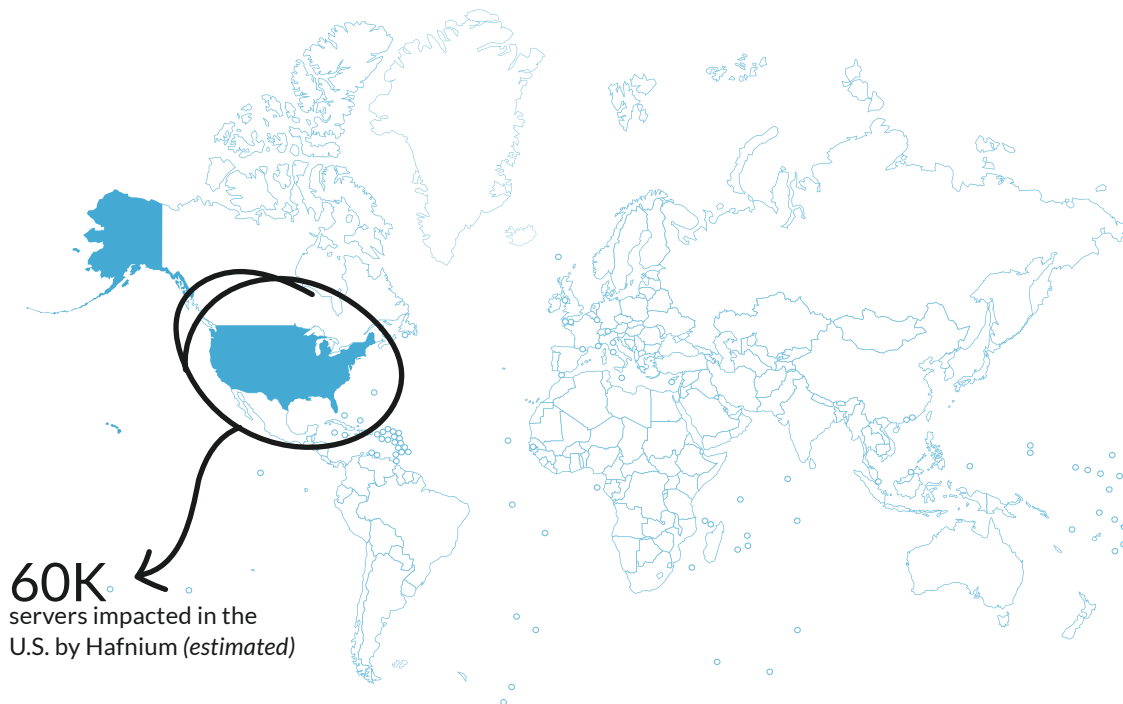 60K
servers impacted in the
U.S. by Hafnium (estimated)